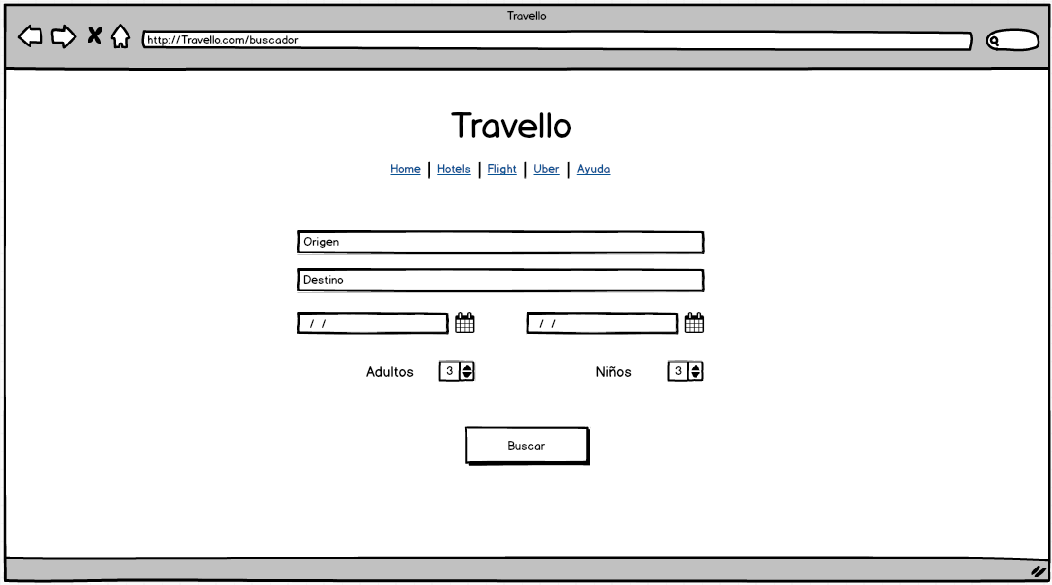 Travello
http://Travello.com/buscador
Travello
Home | Hotels | Flight | Uber | Ayuda
Origen
Destino
/ /    / /
Adultos 3    Niños 3
Buscar